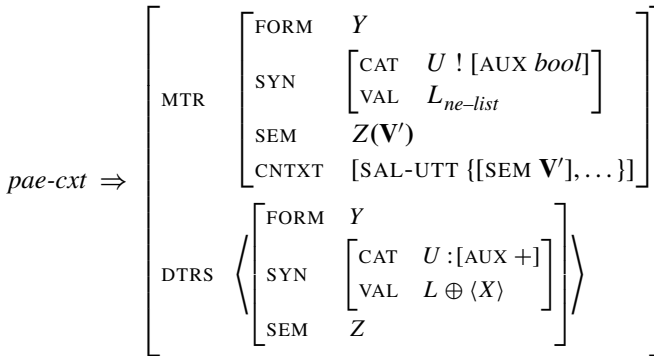 FORM Y
SYN [CAT U ! [AUX bool]
VAL L_ne–list]
MTR
SEM Z(V′)
CNTXT [SAL-UTT {[SEM V′],…}]
pae-cxt ⇒
FORM Y
SYN [CAT U :[AUX +]
DTRS
VAL L ⊕ ⟨X⟩]
SEM Z